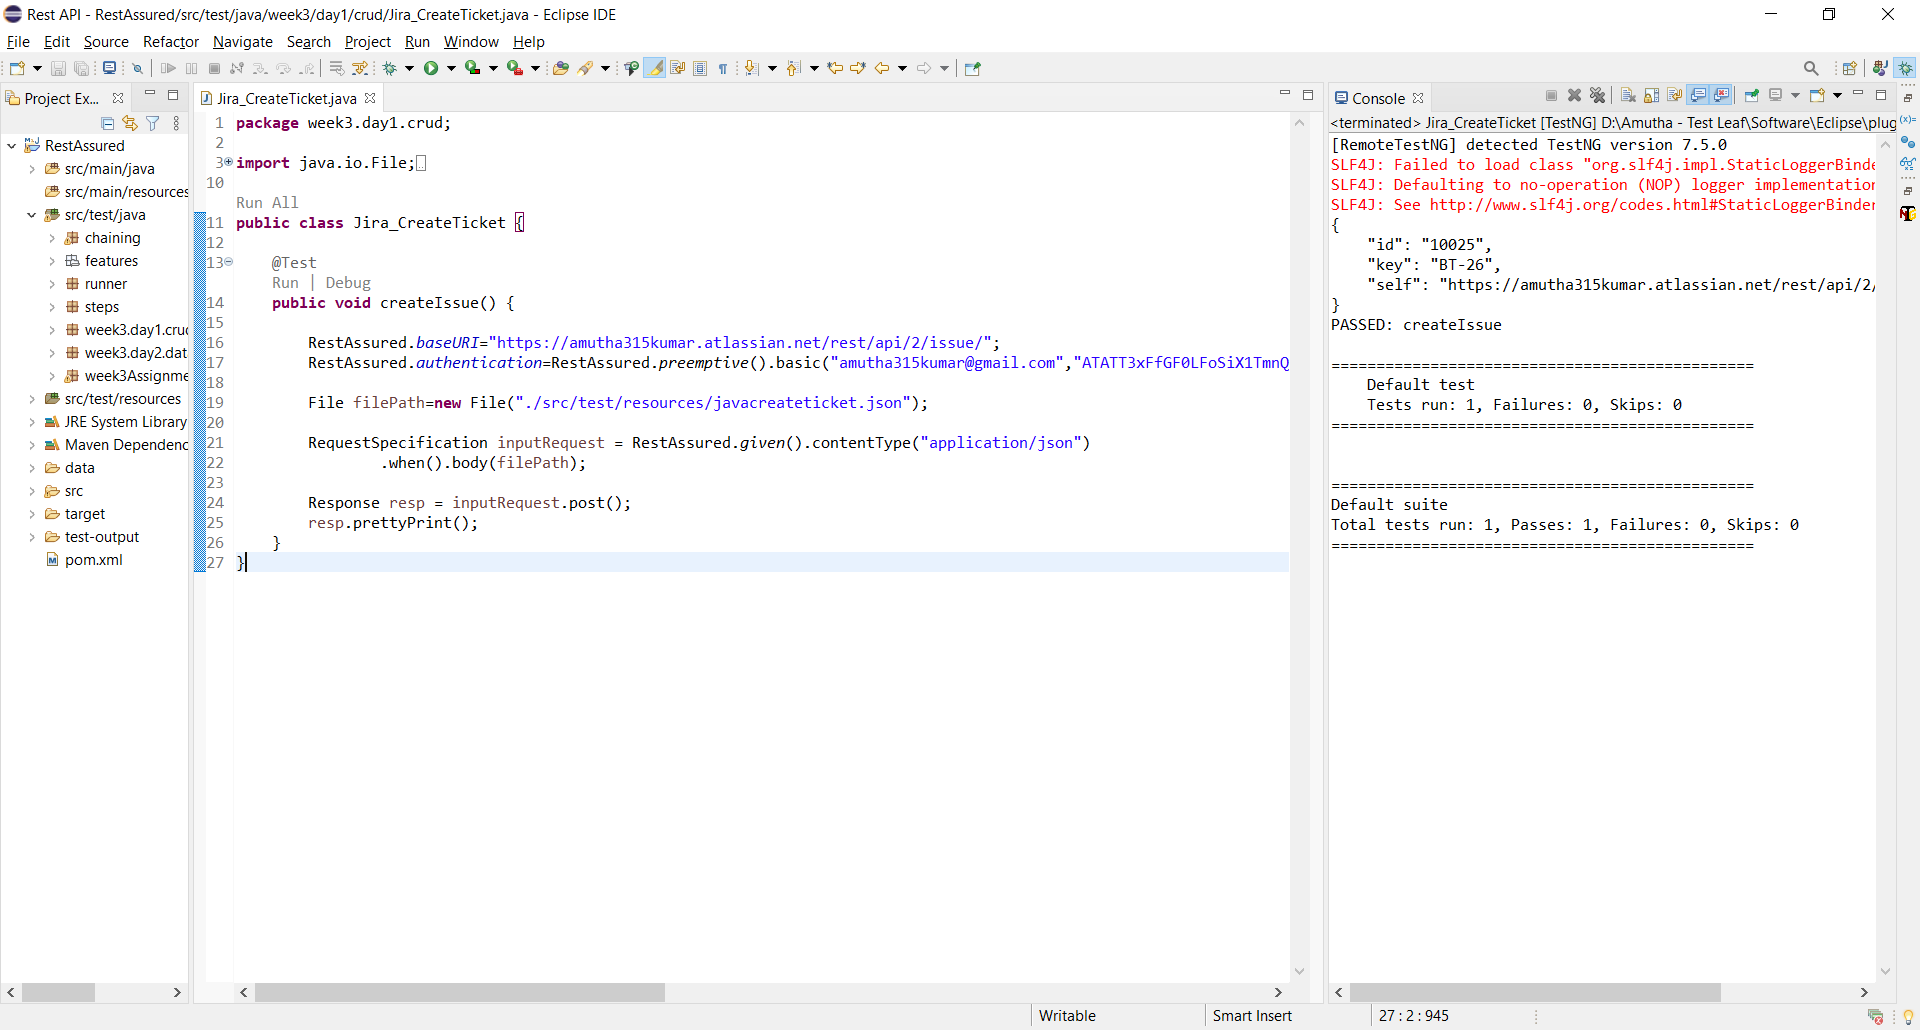 Rest API - RestAssured/src/test/java/week3/day1/crud/Jira_CreateTicket.java - Eclipse IDE
File Edit Source Refactor Navigate Search Project Run Window Help
Project Ex...
RestAssured
src/main/java
src/main/resources
src/test/java
chaining
features
runner
steps
week3.day1.cru
week3.day2.dat
week3Assignme
src/test/resources
JRE System Library
Maven Dependenc
data
src
target
test-output
pom.xml
Jira_CreateTicket.java
1 package week3.day1.crud;
2
3 import java.io.File;
10
Run All
11 public class Jira_CreateTicket {
12
13 @Test
Run | Debug
14 public void createIssue() {
15
16 RestAssured.baseURI="https://amutha315kumar.atlassian.net/rest/api/2/issue/";
17 RestAssured.authentication=RestAssured.preemptive().basic("amutha315kumar@gmail.com","ATATT3xFfGF0LFoSiX1TmnQ
18
19 File filePath=new File("./src/test/resources/javacreateticket.json");
20
21 RequestSpecification inputRequest = RestAssured.given().contentType("application/json")
22 .when().body(filePath);
23
24 Response resp = inputRequest.post();
25 resp.prettyPrint();
26 }
27 }
Console
<terminated> Jira_CreateTicket [TestNG] D:\Amutha - Test Leaf\Software\Eclipse\plug
[RemoteTestNG] detected TestNG version 7.5.0
SLF4J: Failed to load class "org.slf4j.impl.StaticLoggerBinde
SLF4J: Defaulting to no-operation (NOP) logger implementation
SLF4J: See http://www.slf4j.org/codes.html#StaticLoggerBinder
{
"id": "10025",
"key": "BT-26",
"self": "https://amutha315kumar.atlassian.net/rest/api/2/
}
PASSED: createIssue
===============================================
Default test
Tests run: 1, Failures: 0, Skips: 0
===============================================
===============================================
Default suite
Total tests run: 1, Passes: 1, Failures: 0, Skips: 0
===============================================
Writable Smart Insert 27 : 2 : 945